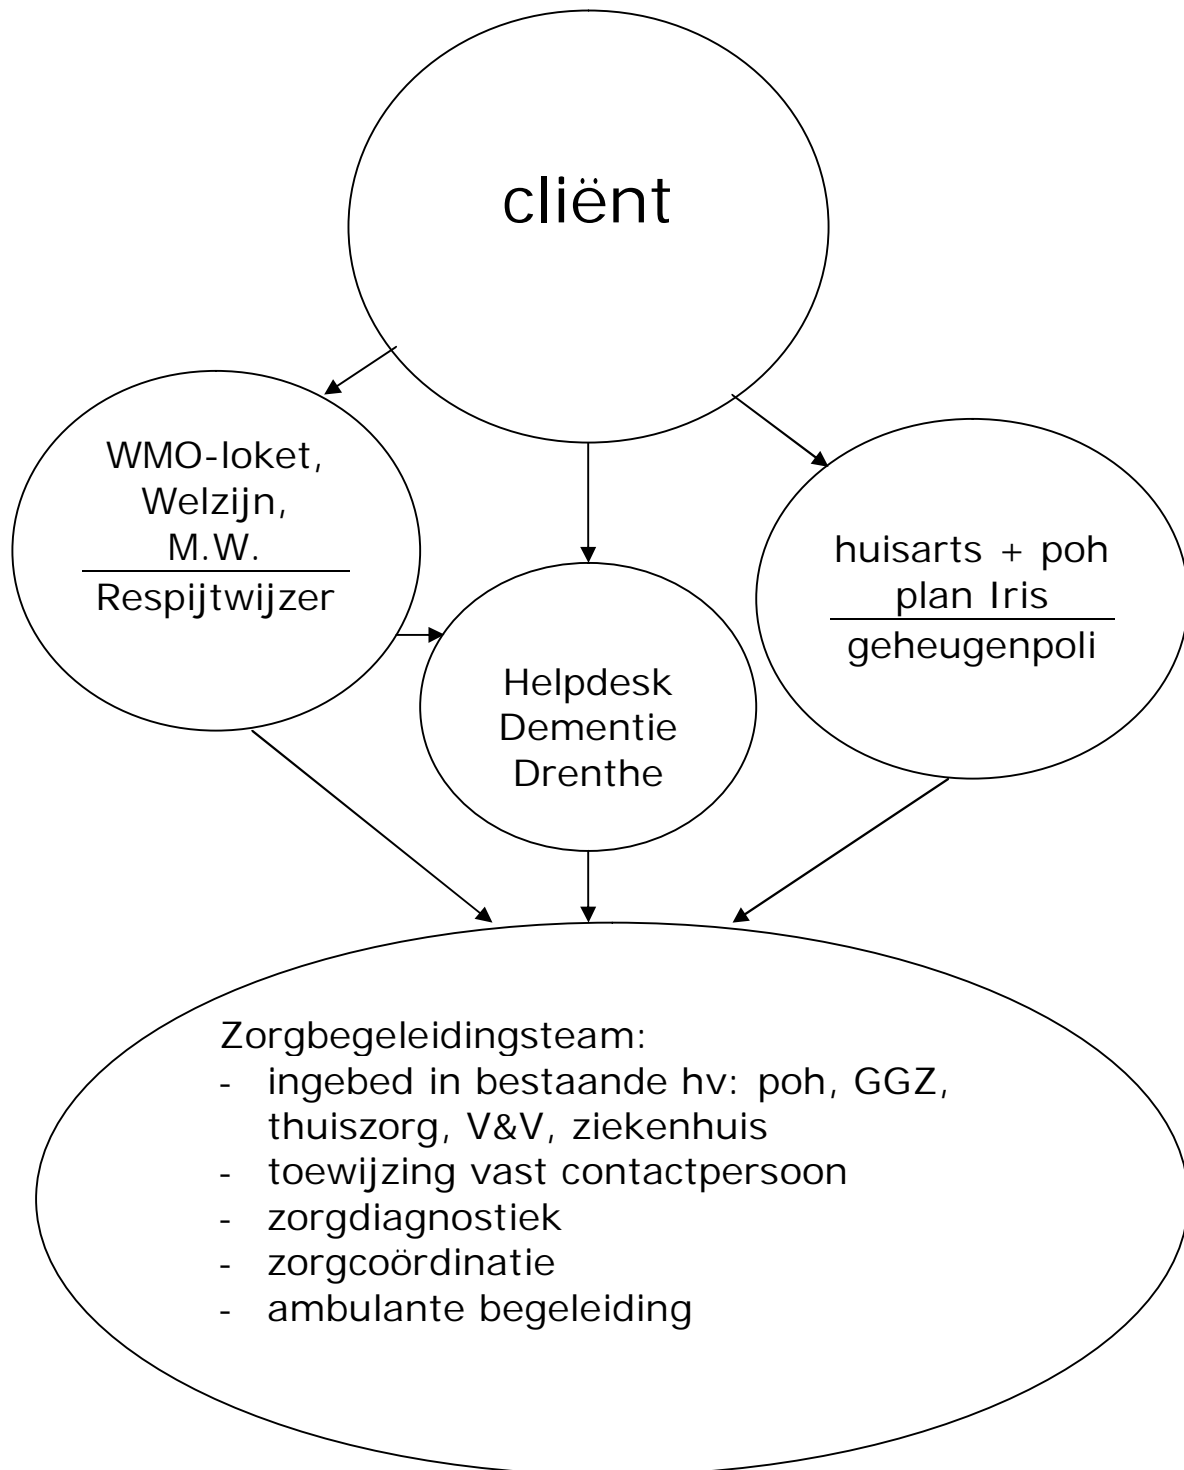 cliënt
WMO-loket,
Welzijn,
M.W.
Respijtwijzer
huisarts + poh
plan Iris
geheugenpoli
Helpdesk
Dementie
Drenthe
Zorgbegeleidingsteam:
- ingebed in bestaande hv: poh, GGZ,
thuiszorg, V&V, ziekenhuis
- toewijzing vast contactpersoon
- zorgdiagnostiek
- zorgcoördinatie
- ambulante begeleiding